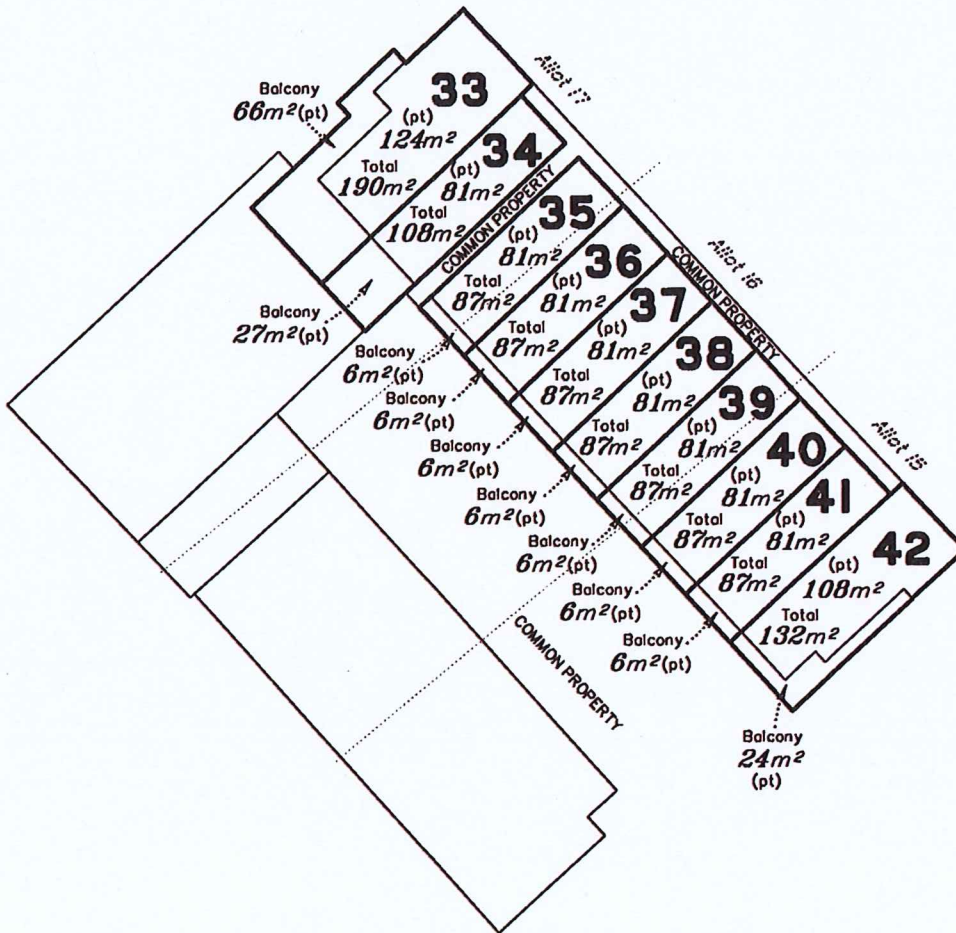 Allot 17
Balcony
66m²(pt)
33
(pt)
124m²
Total
190m²
34
(pt)
81m²
Total
108m²
COMMON PROPERTY
Balcony
27m²(pt)
35
(pt)
81m²
Total
87m²
Balcony
6m²(pt)
Allot 16
COMMON PROPERTY
36
(pt)
81m²
Total
87m²
Balcony
6m²(pt)
37
(pt)
81m²
Total
87m²
Balcony
6m²(pt)
38
(pt)
81m²
Total
87m²
Balcony
6m²(pt)
39
(pt)
81m²
Total
87m²
Balcony
6m²(pt)
Allot 15
40
(pt)
81m²
Total
87m²
Balcony
6m²(pt)
41
(pt)
81m²
Total
87m²
Balcony
6m²(pt)
42
(pt)
108m²
Total
132m²
Balcony
24m²
(pt)
COMMON PROPERTY